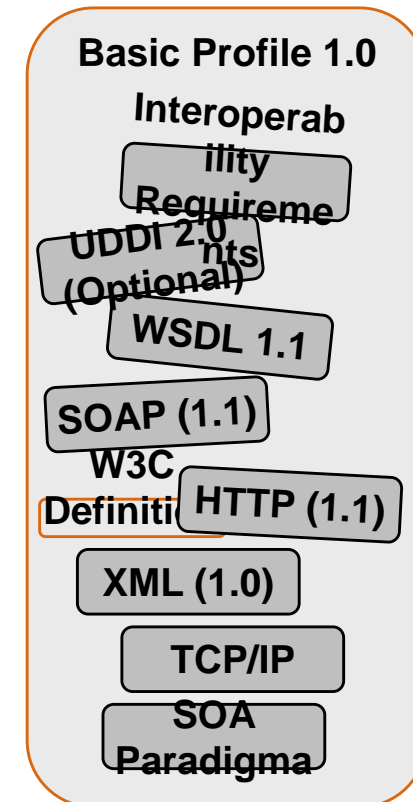 Basic Profile 1.0
Interoperab
ility
Requireme
nts
UDDI 2.0
(Optional)
WSDL 1.1
SOAP (1.1)
W3C
HTTP (1.1)
XML (1.0)
TCP/IP
SOA
Paradigma